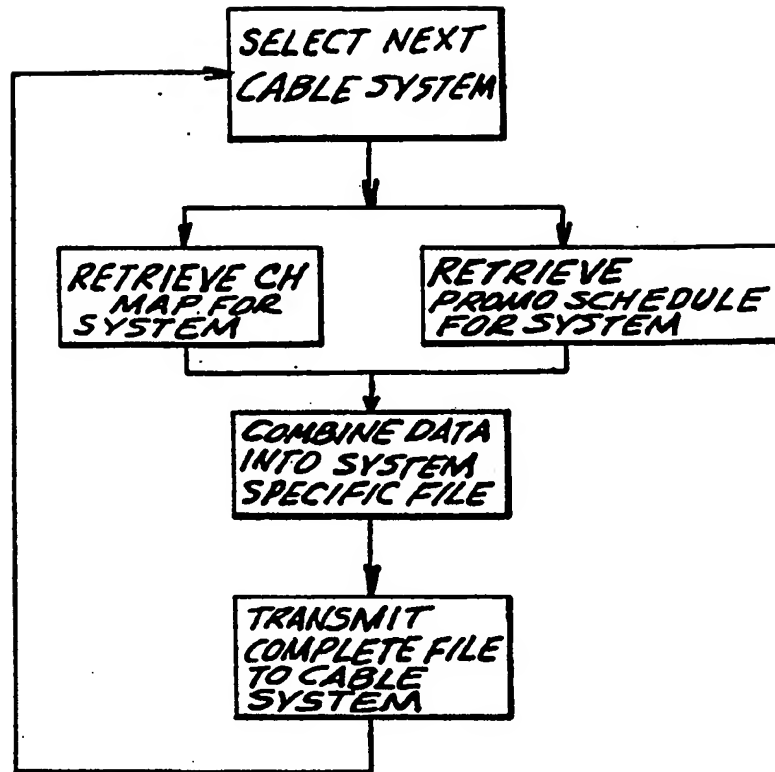 SELECT NEXT
CABLE SYSTEM
RETRIEVE CH
MAP FOR
SYSTEM
RETRIEVE
PROMO SCHEDULE
FOR SYSTEM
COMBINE DATA
INTO SYSTEM
SPECIFIC FILE
TRANSMIT
COMPLETE FILE
TO CABLE
SYSTEM